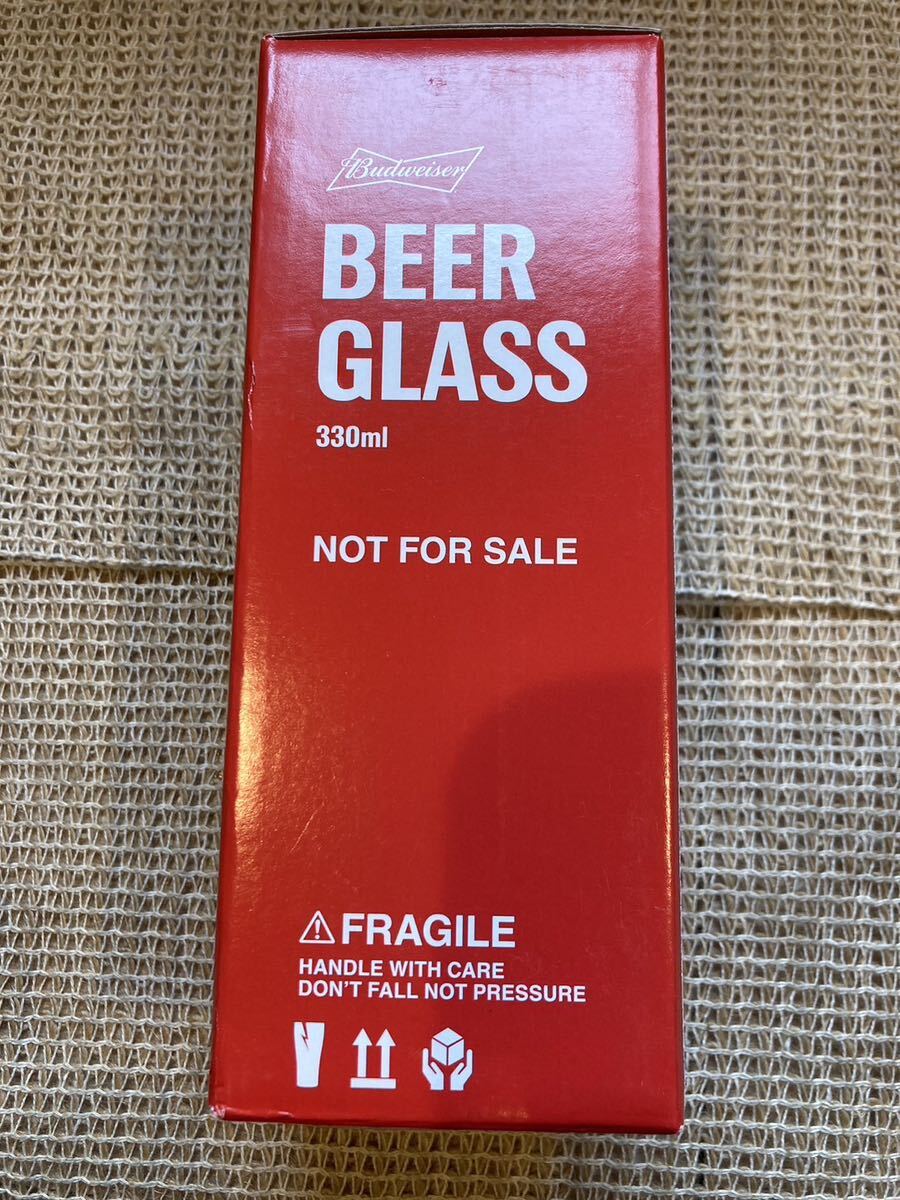 Budweiser
BEER
GLASS
330ml
NOT FOR SALE
FRAGILE
HANDLE WITH CARE
DON'T FALL NOT PRESSURE